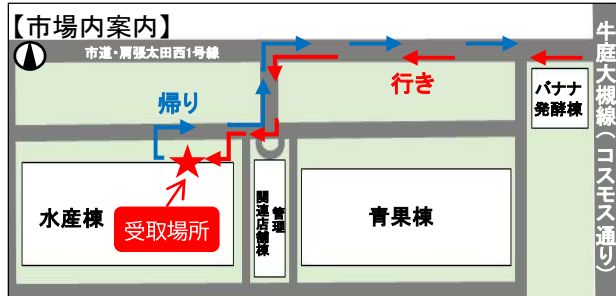 【市場内案内】
市道・肩張太田西1号線
牛庭大槻線(コスモス通り)
行き
帰り
バナナ
発酵棟
水産棟
受取場所
管理
関連店舗棟
青果棟